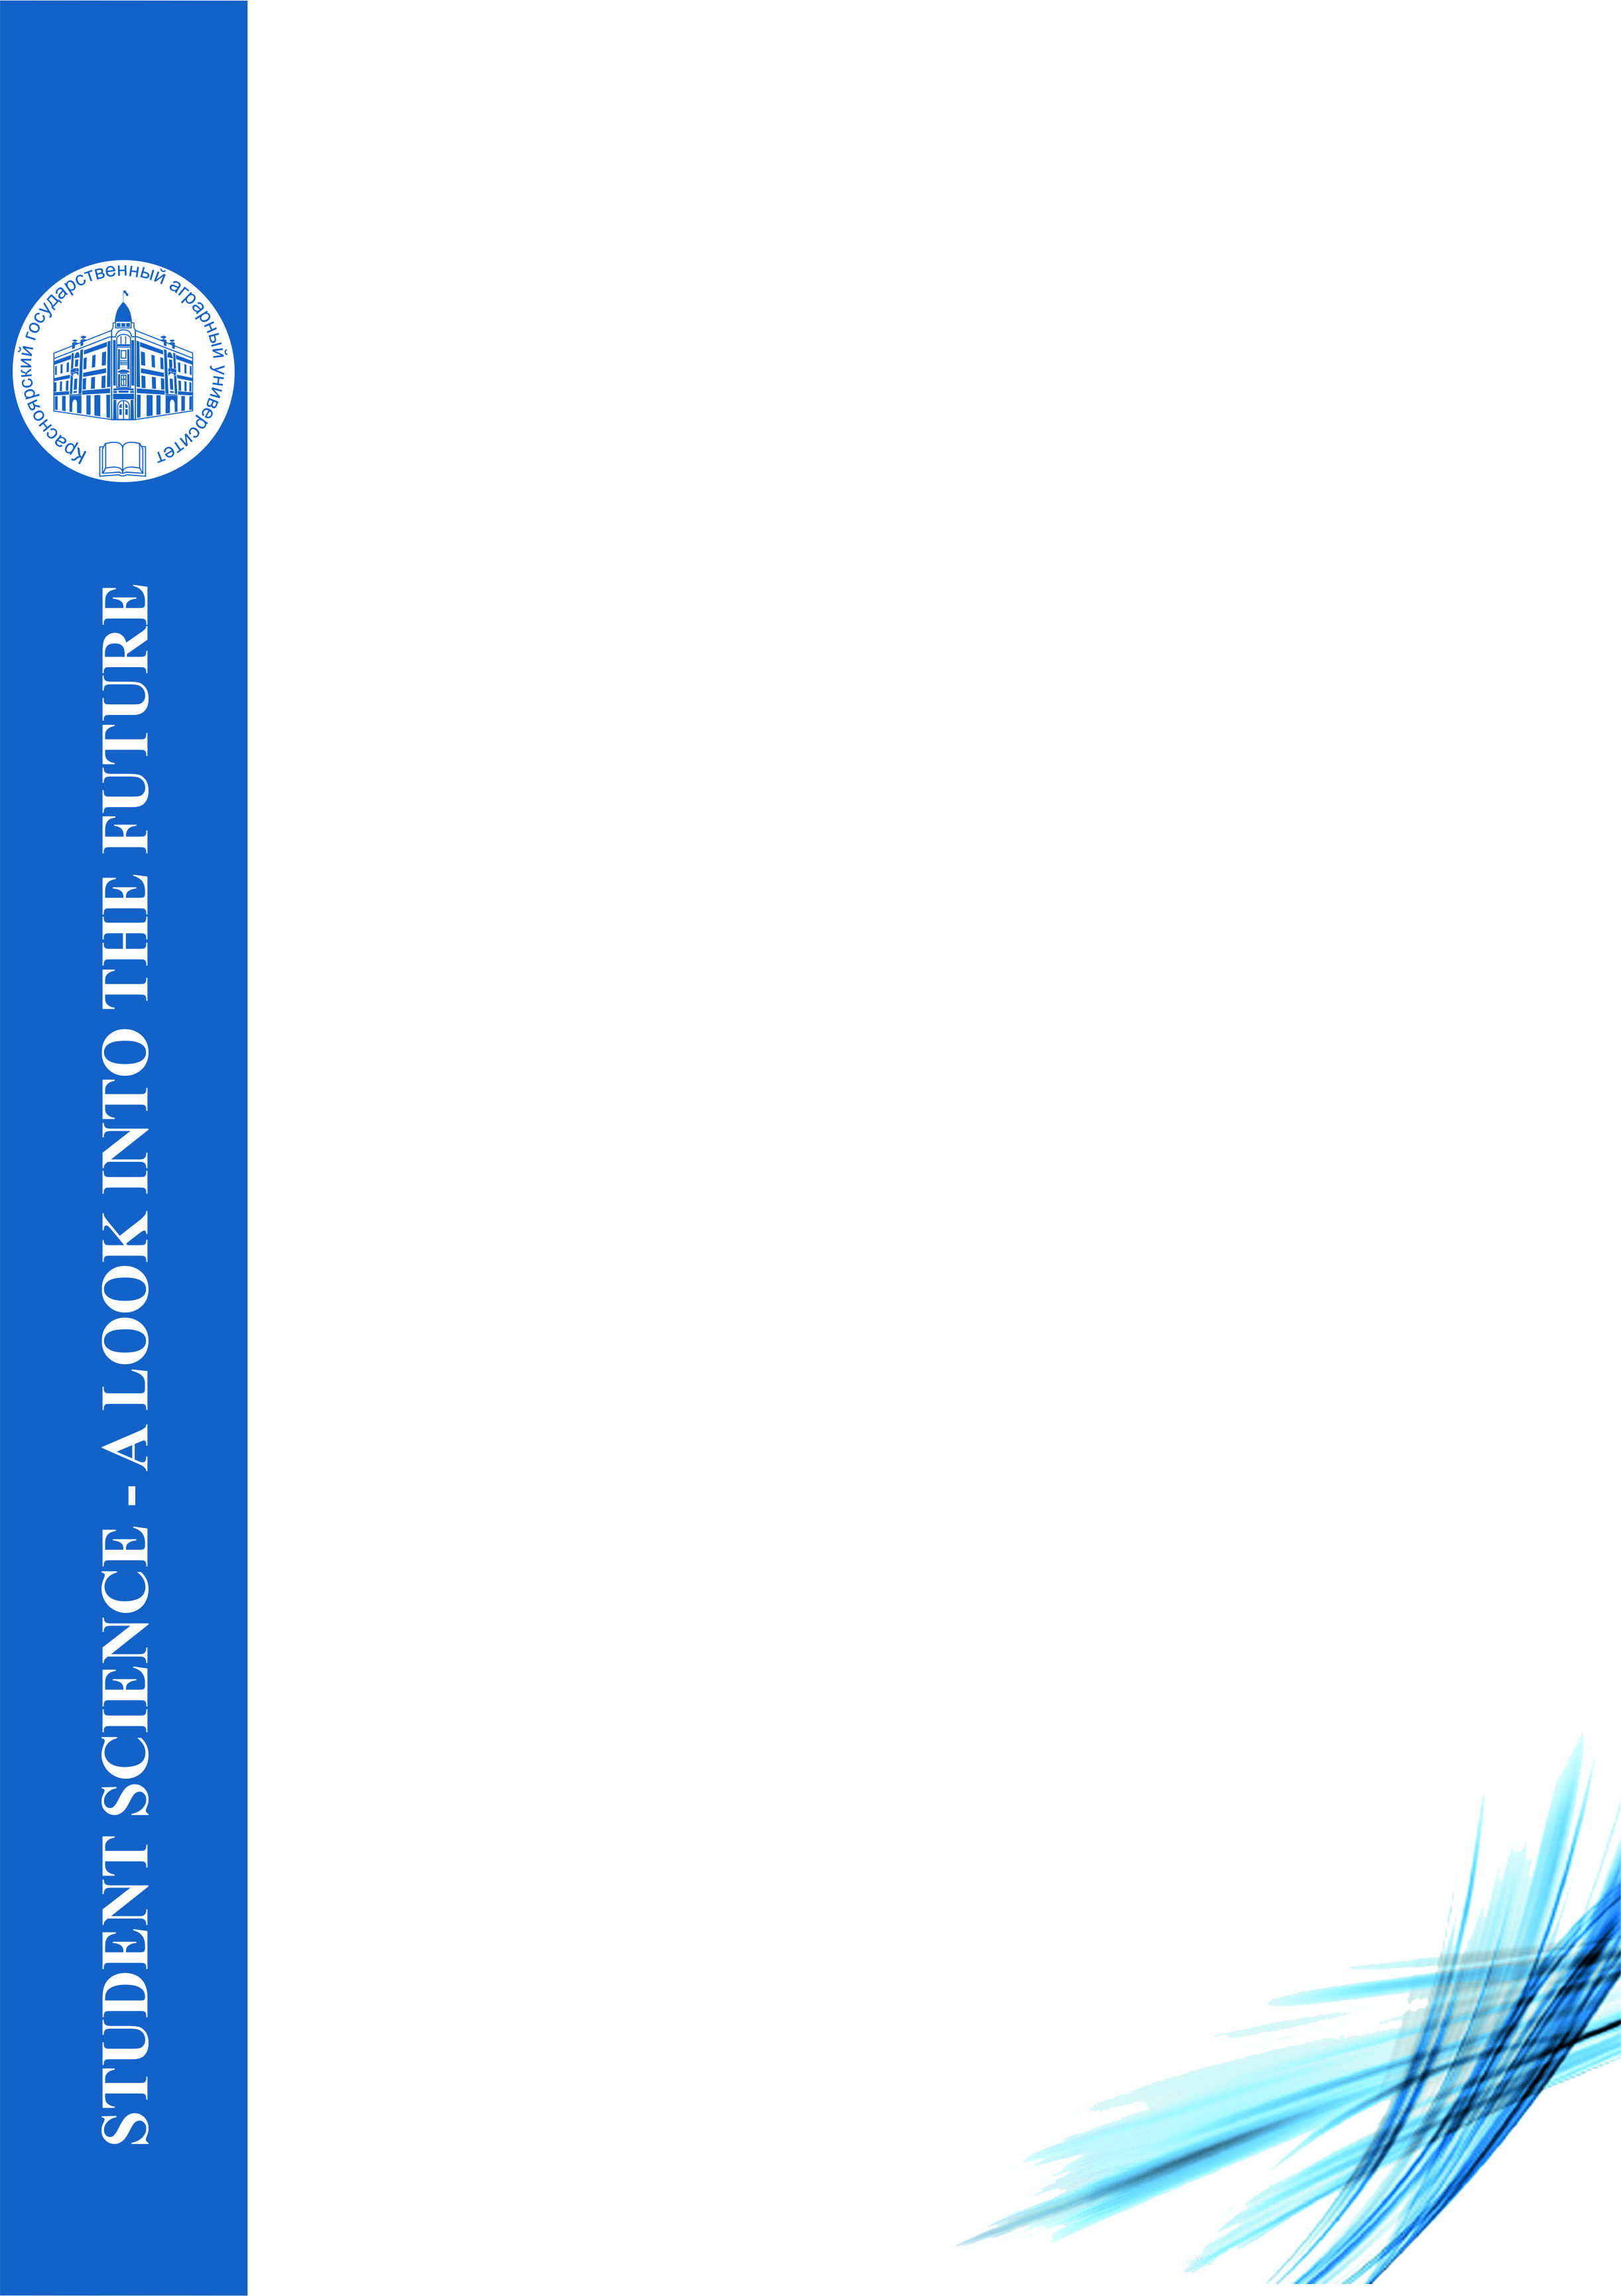 Красноярский государственный аграрный университет
STUDENT SCIENCE - A LOOK INTO THE FUTURE